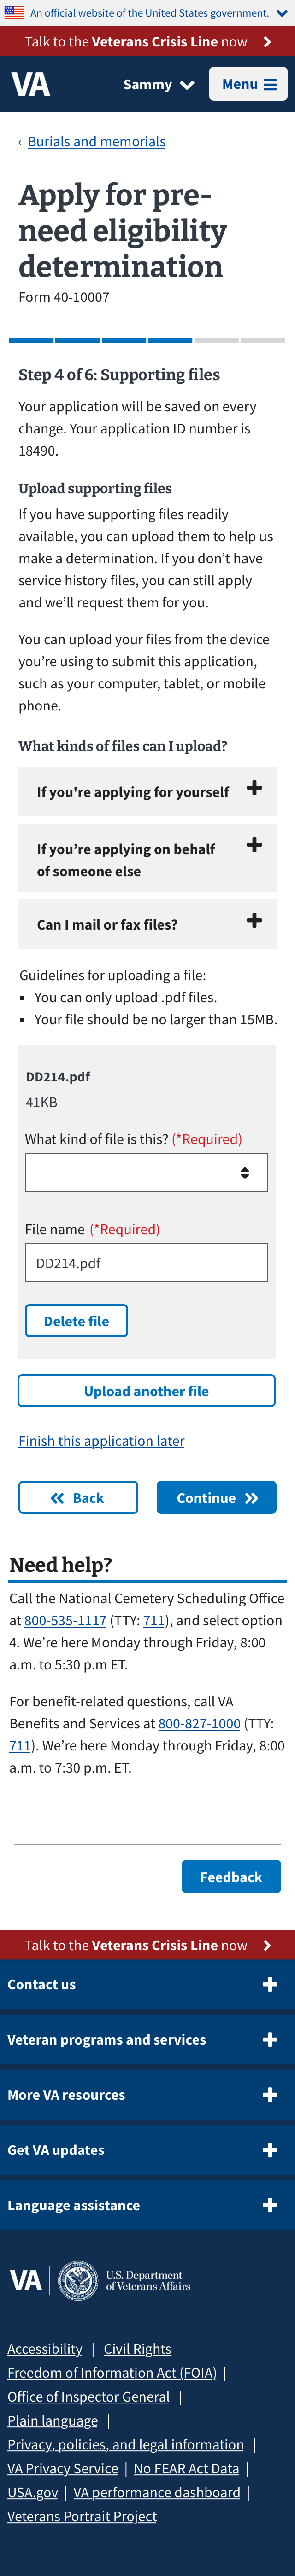 An official website of the United States government.
Talk to the Veterans Crisis Line now
VA
Sammy
Menu
‹ Burials and memorials
Apply for pre-
need eligibility
determination
Form 40-10007
Step 4 of 6: Supporting files
Your application will be saved on every
change. Your application ID number is
18490.
Upload supporting files
If you have supporting files readily
available, you can upload them to help us
make a determination. If you don’t have
service history files, you can still apply
and we’ll request them for you.
You can upload your files from the device
you’re using to submit this application,
such as your computer, tablet, or mobile
phone.
What kinds of files can I upload?
If you're applying for yourself
If you’re applying on behalf
of someone else
Can I mail or fax files?
Guidelines for uploading a file:
▪ You can only upload .pdf files.
▪ Your file should be no larger than 15MB.
DD214.pdf
41KB
What kind of file is this? (*Required)
File name (*Required)
DD214.pdf
Delete file
Upload another file
Finish this application later
Back
Continue
Need help?
Call the National Cemetery Scheduling Office
at 800-535-1117 (TTY: 711), and select option
4. We’re here Monday through Friday, 8:00
a.m. to 5:30 p.m ET.
For benefit-related questions, call VA
Benefits and Services at 800-827-1000 (TTY:
711). We’re here Monday through Friday, 8:00
a.m. to 7:30 p.m. ET.
Feedback
Talk to the Veterans Crisis Line now
Contact us
Veteran programs and services
More VA resources
Get VA updates
Language assistance
VA
U.S. Department
of Veterans Affairs
Accessibility | Civil Rights
Freedom of Information Act (FOIA) |
Office of Inspector General |
Plain language |
Privacy, policies, and legal information |
VA Privacy Service | No FEAR Act Data |
USA.gov | VA performance dashboard |
Veterans Portrait Project